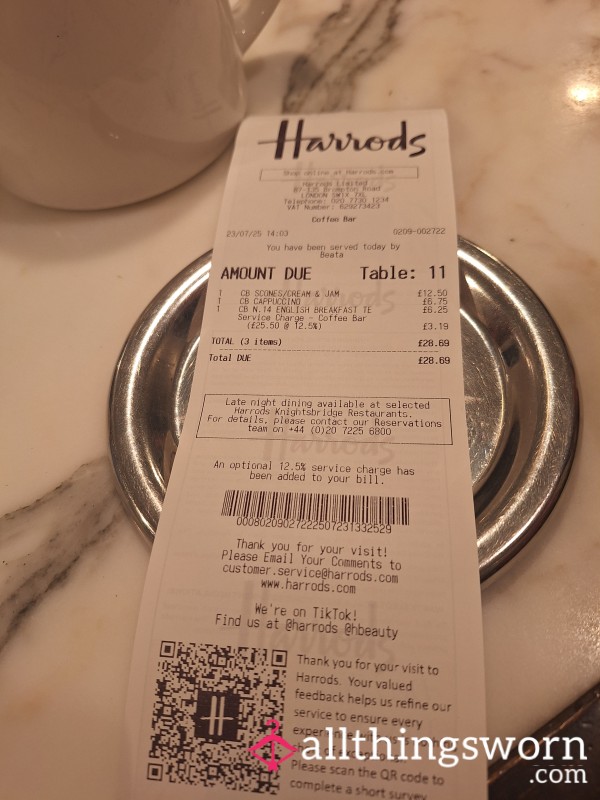 Harrods
Shop online at Harrods.com
Harrods Limited
87-135 Brompton Road
LONDON SW1X 7XL
Telephone: 020 7730 1234
VAT Number: 629273423
Coffee Bar
23/07/25 14:03 0209-002722
You have been served today by
Beata
AMOUNT DUE Table: 11
1 CB SCONES/CREAM & JAM £12.50
1 CB CAPPUCCINO £6.75
1 CB N.14 ENGLISH BREAKFAST TE £6.25
Service Charge - Coffee Bar
(£25.50 @ 12.5%) £3.19
TOTAL (3 items) £28.69
Total DUE £28.69
Late night dining available at selected
Harrods Knightsbridge Restaurants.
For details, please contact our Reservations
team on +44 (0)20 7225 6800
An optional 12.5% service charge has
been added to your bill.
00080209027222507231332529
Thank you for your visit!
Please Email Your Comments to
customer.service@harrods.com
www.harrods.com
We're on TikTok!
Find us at @harrods @hbeauty
Thank you for your visit to
Harrods. Your valued
feedback helps us refine our
service to ensure every
Please scan the QR code to
complete a short survey
H
allthingsworn
.com